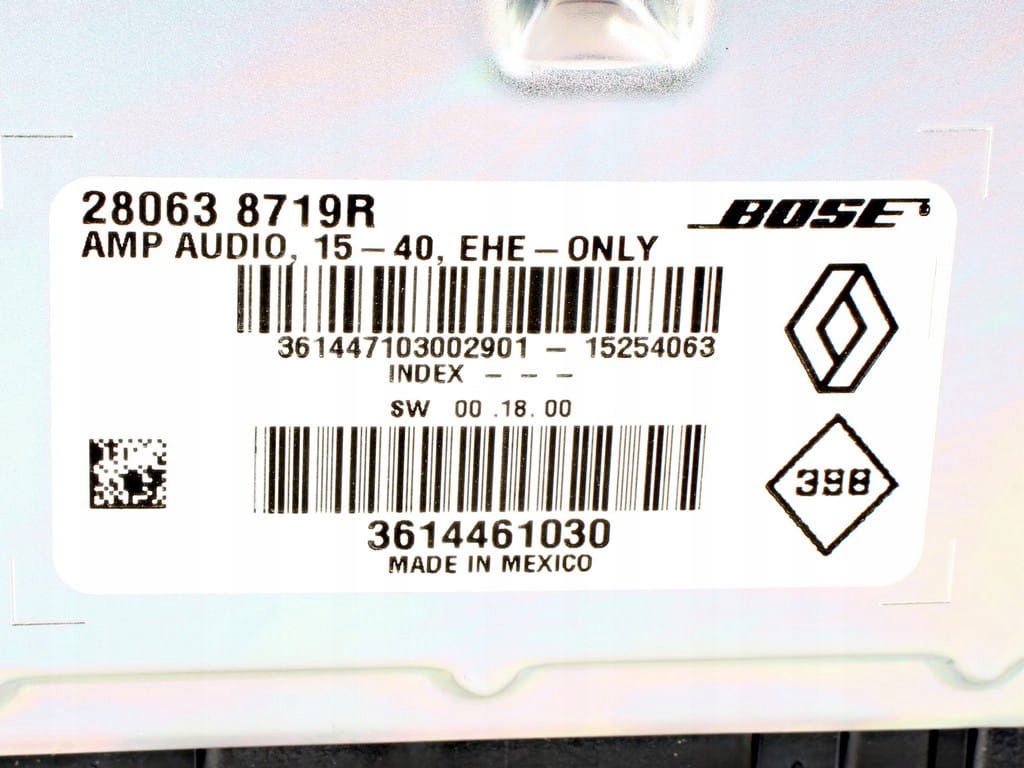 28063 8719R
BOSE
AMP AUDIO, 15-40, EHE-ONLY
361447103002901 - 15254063
INDEX - - -
SW 00.18.00
398
3614461030
MADE IN MEXICO